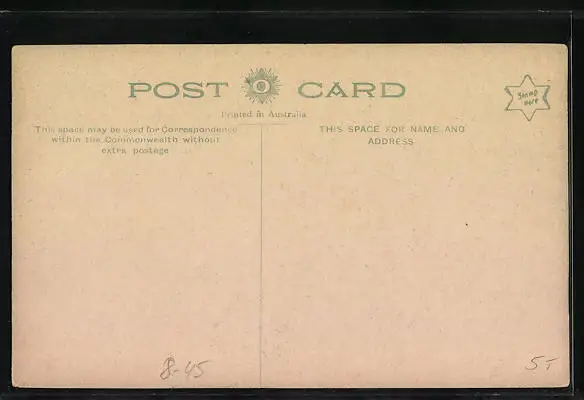 POST CARD
Printed in Australia
Stamp
Here
This space may be used for Correspondence
within the Commonwealth without
extra postage
THIS SPACE FOR NAME AND
ADDRESS
8-45
5T